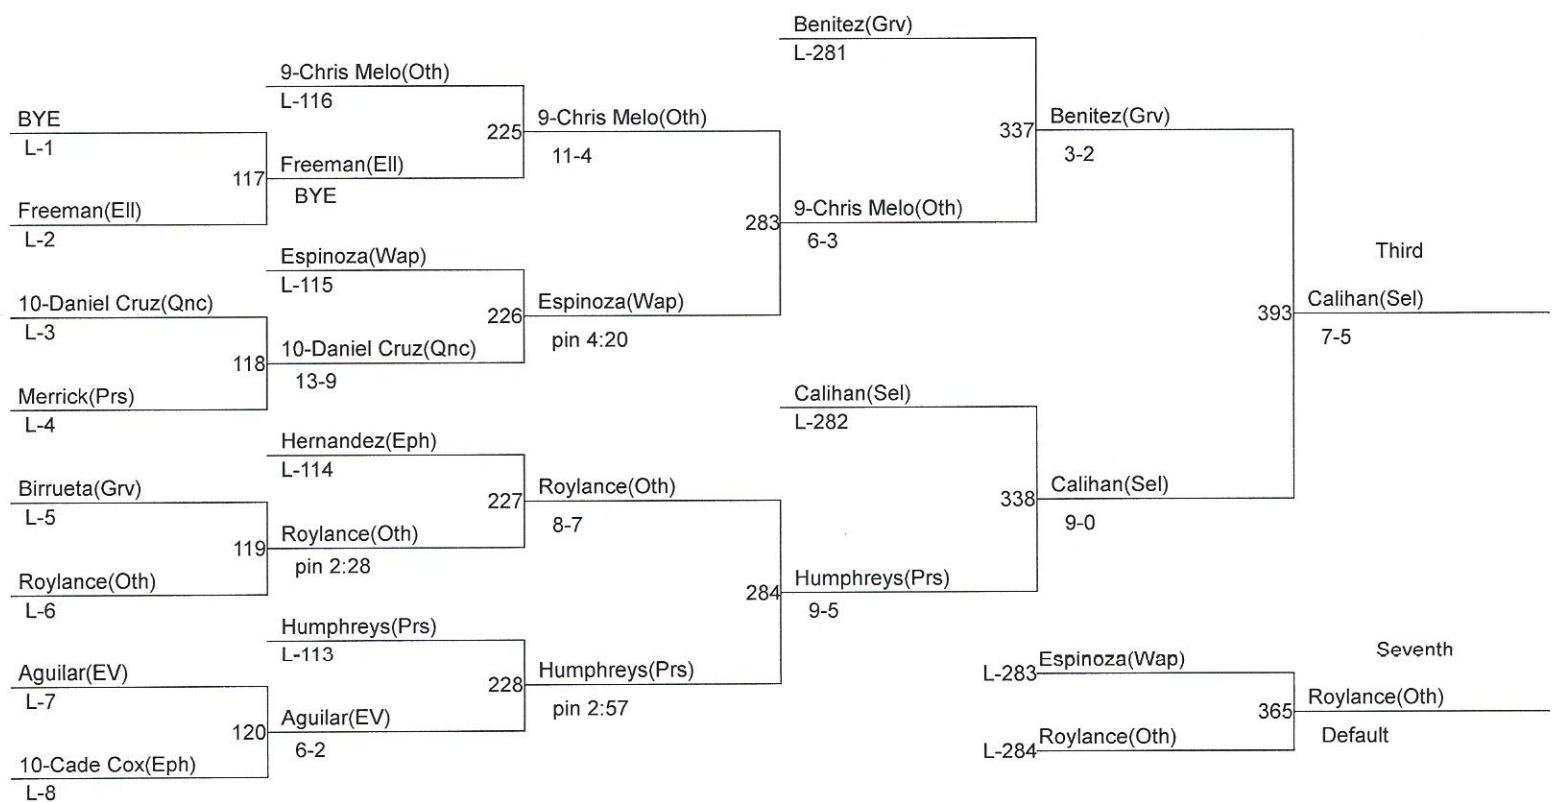 BYE
L-1
Freeman(Ell)
L-2
10-Daniel Cruz(Qnc)
L-3
Merrick(Prs)
L-4
Birrueta(Grv)
L-5
Roylance(Oth)
L-6
Aguilar(EV)
L-7
10-Cade Cox(Eph)
L-8
117
118
119
120
9-Chris Melo(Oth)
L-116
Freeman(Ell)
BYE
Espinoza(Wap)
L-115
10-Daniel Cruz(Qnc)
13-9
Hernandez(Eph)
L-114
Roylance(Oth)
pin 2:28
Humphreys(Prs)
L-113
Aguilar(EV)
6-2
225
226
227
228
9-Chris Melo(Oth)
11-4
Espinoza(Wap)
pin 4:20
Roylance(Oth)
8-7
Humphreys(Prs)
pin 2:57
283
284
Benitez(Grv)
L-281
9-Chris Melo(Oth)
6-3
Calihan(Sel)
L-282
Humphreys(Prs)
9-5
337
338
Benitez(Grv)
3-2
Calihan(Sel)
9-0
393
Third
Calihan(Sel)
7-5
Seventh
L-283
Espinoza(Wap)
L-284
Roylance(Oth)
365
Roylance(Oth)
Default